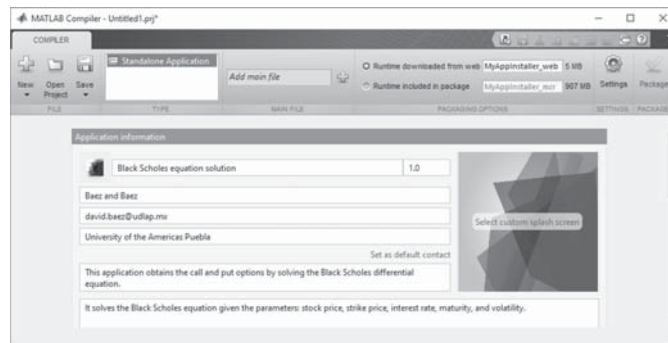 MATLAB Compiler - Untitled1.prj*
COMPILER
New
Open Project
Save
Standalone Application
Add main file
Runtime downloaded from web MyAppInstaller_web 5 MB
Runtime included in package MyAppInstaller_mcr 907 MB
Settings
Package
FILE TYPE MAIN FILE PACKAGING OPTIONS SETTINGS PACKAGE
Application information
Black Scholes equation solution 1.0
Baez and Baez
david.baez@udlap.mx
University of the Americas Puebla
Set as default contact
Select custom splash screen
This application obtains the call and put options by solving the Black Scholes differential
equation.
It solves the Black Scholes equation given the parameters: stock price, strike price, interest rate, maturity, and volatility.